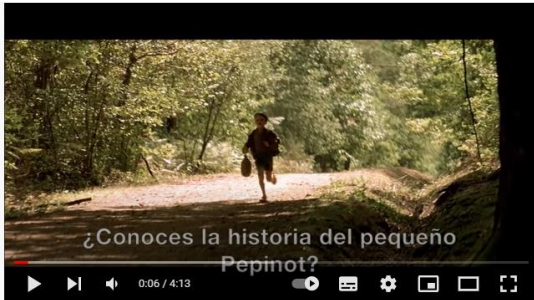 ¿Conoces la historia del pequeño
Pepinot?
0:06 / 4:13